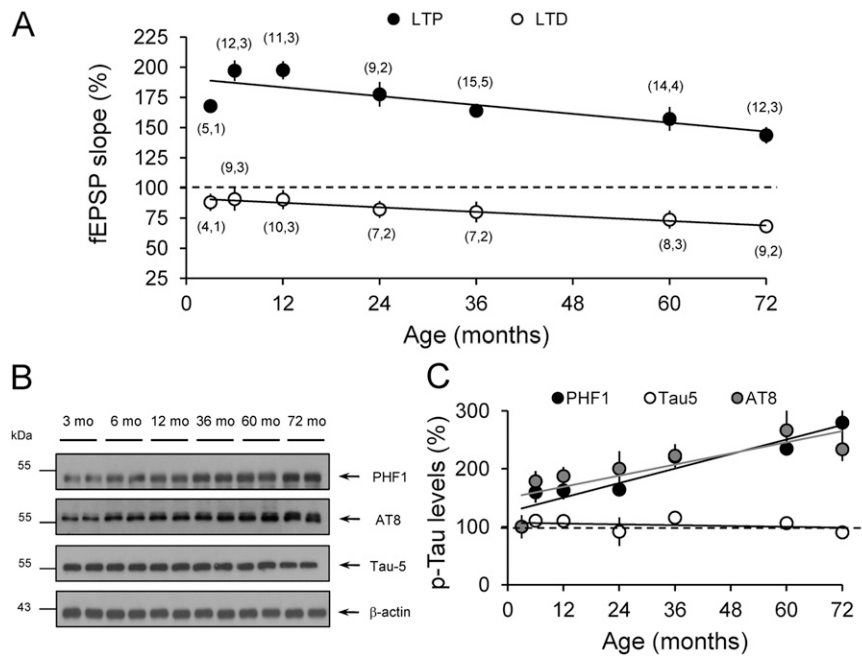 A
LTP LTD
fEPSP slope (%)
225
200
175
150
125
100
75
50
25
(12,3)
(11,3)
(9,2)
(15,5)
(14,4)
(12,3)
(5,1)
(9,3)
(4,1)
(10,3)
(7,2)
(7,2)
(8,3)
(9,2)
0 12 24 36 48 60 72
Age (months)
B
3 mo 6 mo 12 mo 36 mo 60 mo 72 mo
kDa
55
PHF1
55
AT8
55
Tau-5
43
β-actin
C
PHF1 Tau5 AT8
p-Tau levels (%)
300
200
100
0
0 12 24 36 48 60 72
Age (months)